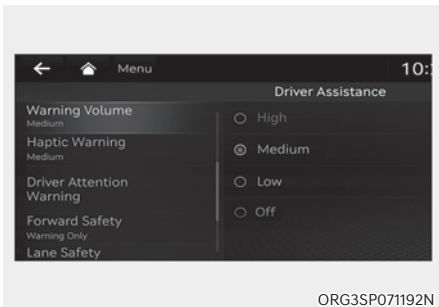 Menu
10:
Driver Assistance
Warning Volume
Medium
Haptic Warning
Medium
Driver Attention
Warning
Forward Safety
Warning Only
Lane Safety
High
Medium
Low
Off
ORG3SP071192N